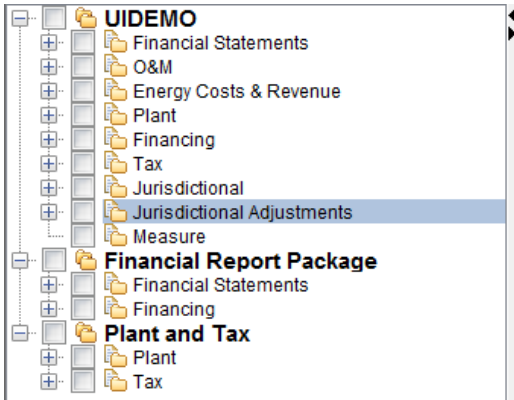 UIDEMO
Financial Statements
O&M
Energy Costs & Revenue
Plant
Financing
Tax
Jurisdictional
Jurisdictional Adjustments
Measure
Financial Report Package
Financial Statements
Financing
Plant and Tax
Plant
Tax